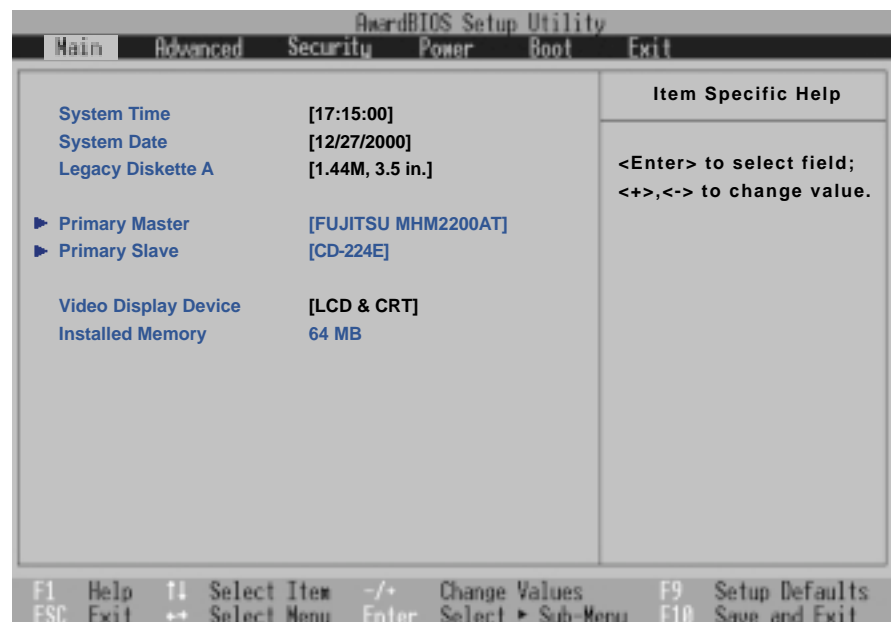 AwardBIOS Setup Utility
Main Advanced Security Power Boot Exit
Item Specific Help
System Time [17:15:00]
System Date [12/27/2000]
Legacy Diskette A [1.44M, 3.5 in.]
<Enter> to select field;
<+>,<-> to change value.
Primary Master [FUJITSU MHM2200AT]
Primary Slave [CD-224E]
Video Display Device [LCD & CRT]
Installed Memory 64 MB
F1 Help ↑↓ Select Item -/+ Change Values F9 Setup Defaults
ESC Exit ↔ Select Menu Enter Select ► Sub-Menu F10 Save and Exit